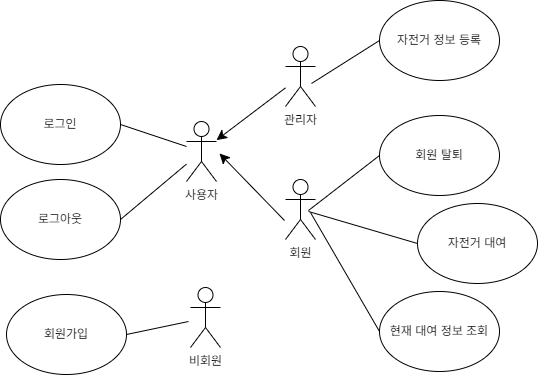 자전거 정보 등록
관리자
로그인
사용자
회원 탈퇴
로그아웃
회원
자전거 대여
회원가입
비회원
현재 대여 정보 조회